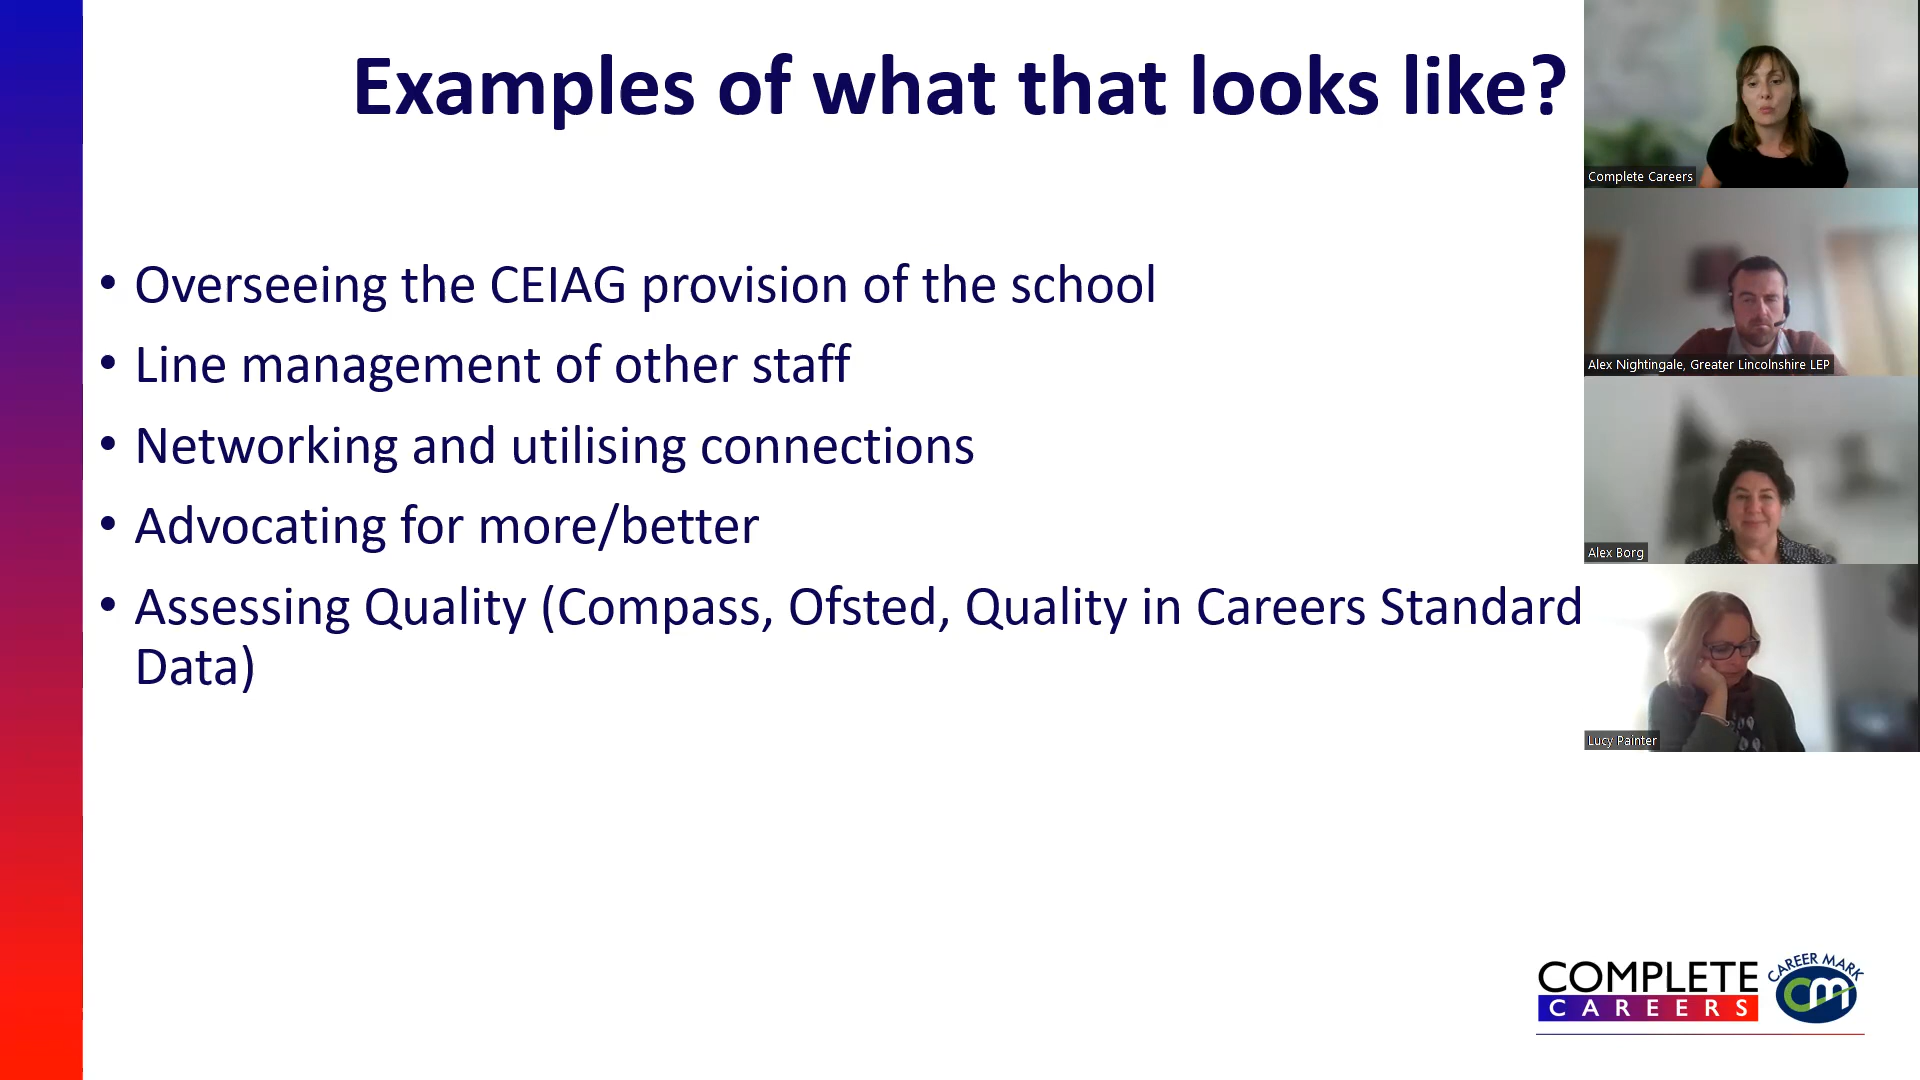 Examples of what that looks like?
• Overseeing the CEIAG provision of the school
• Line management of other staff
• Networking and utilising connections
• Advocating for more/better
• Assessing Quality (Compass, Ofsted, Quality in Careers Standard
Data)
Complete Careers
Alex Nightingale, Greater Lincolnshire LEP
Alex Borg
Lucy Painter
COMPLETE
CAREERS
CAREER MARK
cm